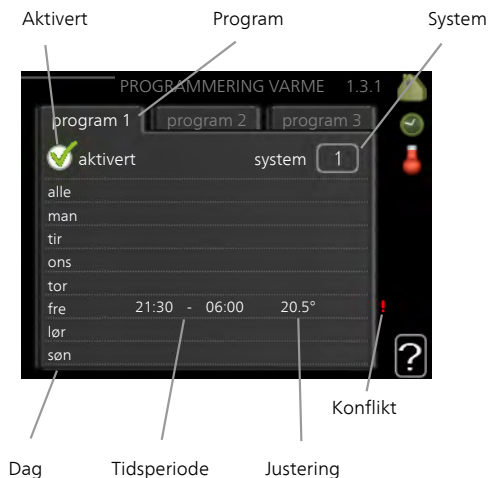 Aktivert Program System
PROGRAMMERING VARME 1.3.1
program 1 program 2 program 3
aktivert system 1
alle
man
tir
ons
tor
fre 21:30 - 06:00 20.5° !
lør
søn
?
Konflikt
Dag Tidsperiode Justering